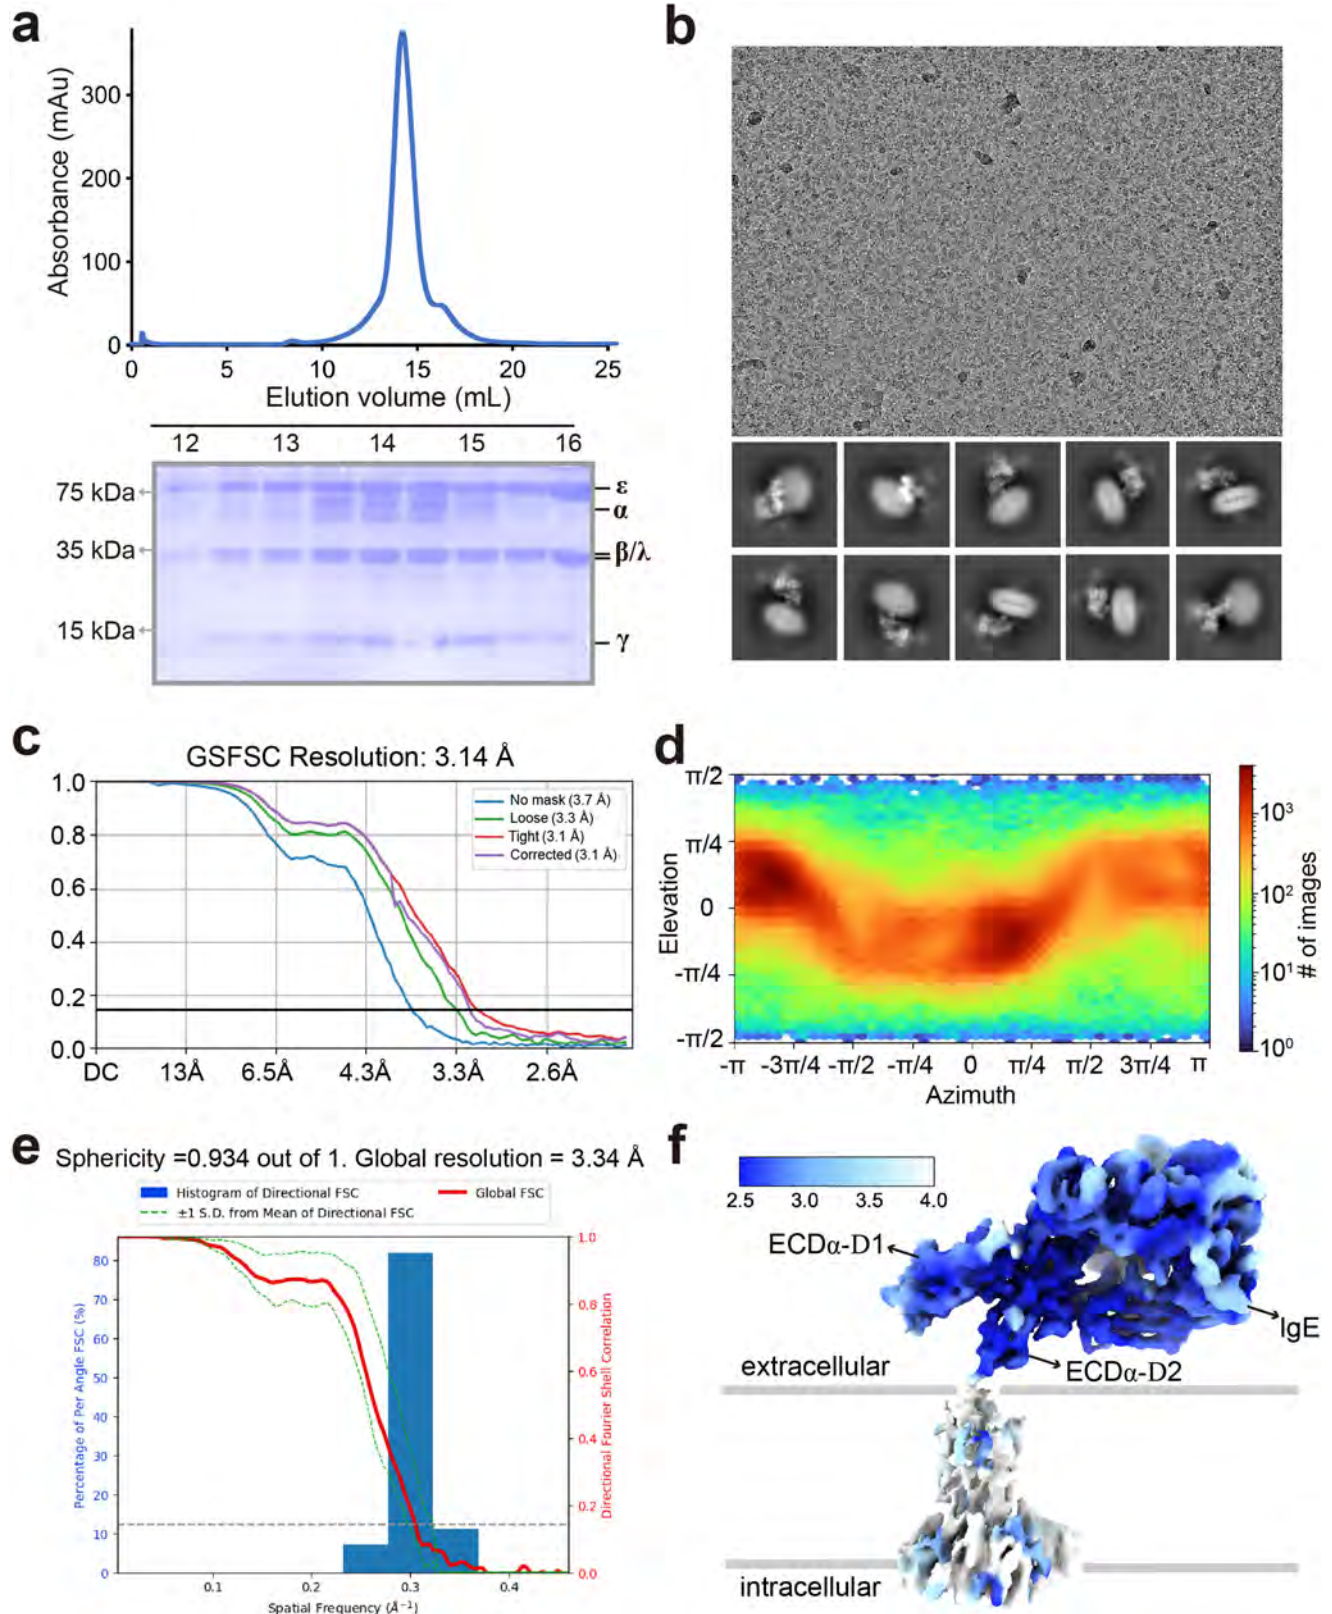 a
Absorbance (mAu)
300
200
100
0
0 5 10 15 20 25
Elution volume (mL)
12 13 14 15 16
75 kDa
35 kDa
15 kDa
ε
α
β/λ
γ
b
c
GSFSC Resolution: 3.14 Å
1.0
0.8
0.6
0.4
0.2
0.0
No mask (3.7 Å)
Loose (3.3 Å)
Tight (3.1 Å)
Corrected (3.1 Å)
DC 13Å 6.5Å 4.3Å 3.3Å 2.6Å
d
Elevation
π/2
π/4
0
-π/4
-π/2
-π -3π/4 -π/2 -π/4 0 π/4 π/2 3π/4 π
Azimuth
10³
10²
10¹
10⁰
# of images
e
Sphericity =0.934 out of 1. Global resolution = 3.34 Å
Histogram of Directional FSC
±1 S.D. from Mean of Directional FSC
Global FSC
Percentage of Per Angle FSC (%)
80
70
60
50
40
30
20
10
0
1.0
0.8
0.6
0.4
0.2
0.0
Directional Fourier Shell Correlation
0.1 0.2 0.3 0.4
Spatial Frequency (Å⁻¹)
f
2.5 3.0 3.5 4.0
ECDα-D1
IgE
ECDα-D2
extracellular
intracellular